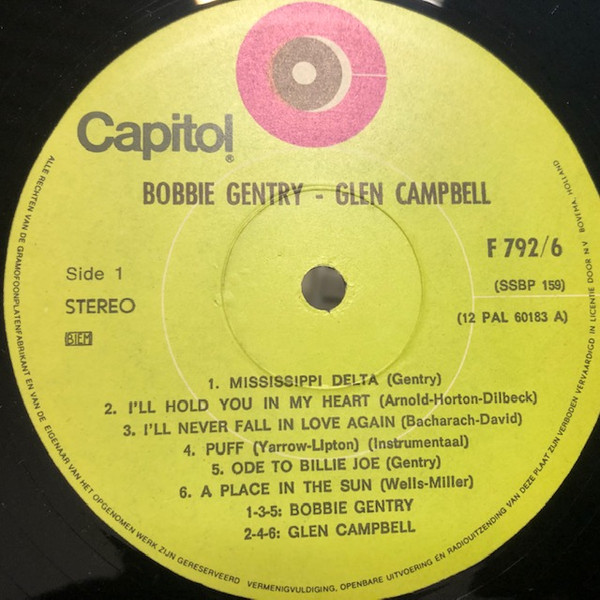 Capitol®
BOBBIE GENTRY - GLEN CAMPBELL
Side 1
STEREO
BIEM
F 792/6
(SSBP 159)
(12 PAL 60183 A)
1. MISSISSIPPI DELTA (Gentry)
2. I'LL HOLD YOU IN MY HEART (Arnold-Horton-Dilbeck)
3. I'LL NEVER FALL IN LOVE AGAIN (Bacharach-David)
4. PUFF (Yarrow-Lipton) (Instrumentaal)
5. ODE TO BILLIE JOE (Gentry)
6. A PLACE IN THE SUN (Wells-Miller)
1-3-5: BOBBIE GENTRY
2-4-6: GLEN CAMPBELL
ALLE RECHTEN VAN DE GRAMOFOONPLATENFABRIKANT EN VAN DE EIGENAAR VAN HET OPGENOMEN WERK ZIJN GERESERVEERD VERMENIGVULDIGING, OPENBARE UITVOERING EN RADIOUITZENDING VAN DEZE PLAAT ZIJN VERBODEN VERVAARDIGD IN LICENTIE DOOR N V BOVEMA HOLLAND